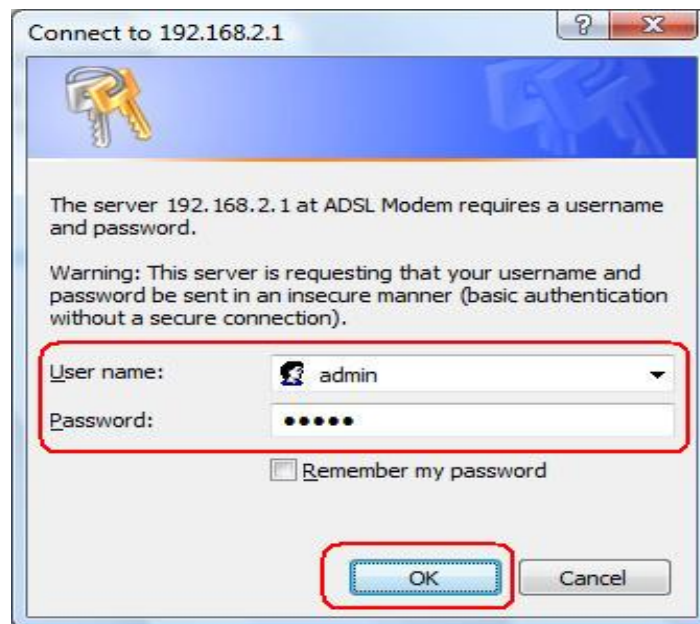 Connect to 192.168.2.1
The server 192.168.2.1 at ADSL Modem requires a username
and password.
Warning: This server is requesting that your username and
password be sent in an insecure manner (basic authentication
without a secure connection).
User name: admin
Password: •••••
Remember my password
OK Cancel